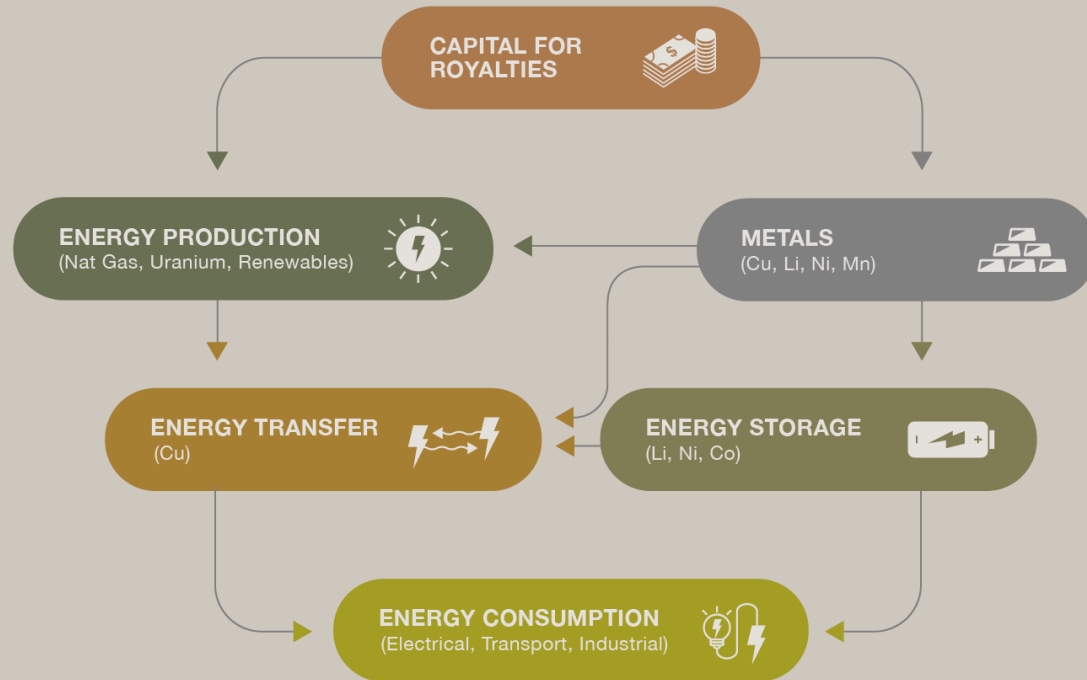 CAPITAL FOR
ROYALTIES
$
ENERGY PRODUCTION
(Nat Gas, Uranium, Renewables)
METALS
(Cu, Li, Ni, Mn)
ENERGY TRANSFER
(Cu)
ENERGY STORAGE
(Li, Ni, Co)
ENERGY CONSUMPTION
(Electrical, Transport, Industrial)